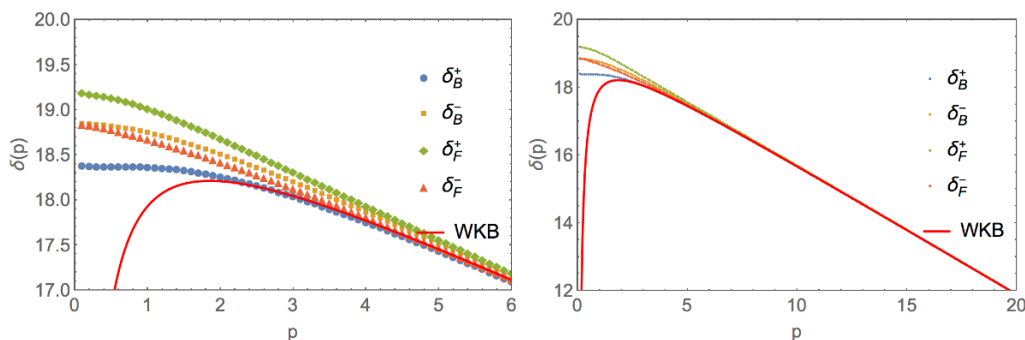 20.0
19.5
19.0
18.5
18.0
17.5
17.0
δ(p)
0 1 2 3 4 5 6
p
δ_B^+
δ_B^-
δ_F^+
δ_F^-
WKB
20
18
16
14
12
δ(p)
0 5 10 15 20
p
δ_B^+
δ_B^-
δ_F^+
δ_F^-
WKB